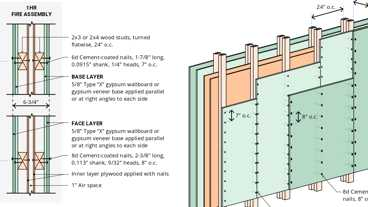 1HR
FIRE ASSEMBLY
2x3 or 2x4 wood studs, turned
flatwise, 24" o.c.
6d Cement-coated nails, 1-7/8" long,
0.0915" shank, 1/4" heads, 7" o.c.
BASE LAYER
5/8" Type "X" gypsum wallboard or
gypsum veneer base applied parallel
or at right angles to each side
6-3/4"
FACE LAYER
5/8" Type "X" gypsum wallboard or
gypsum veneer base applied parallel
or at right angles to each side
8d Cement-coated nails, 2-3/8" long,
0.113" shank, 9/32" heads, 8" o.c.
Inner layer plywood applied with nails
1" Air space
24" o.c.
7" o.c.
8" o.c.
6d Cem
nails, 8" o